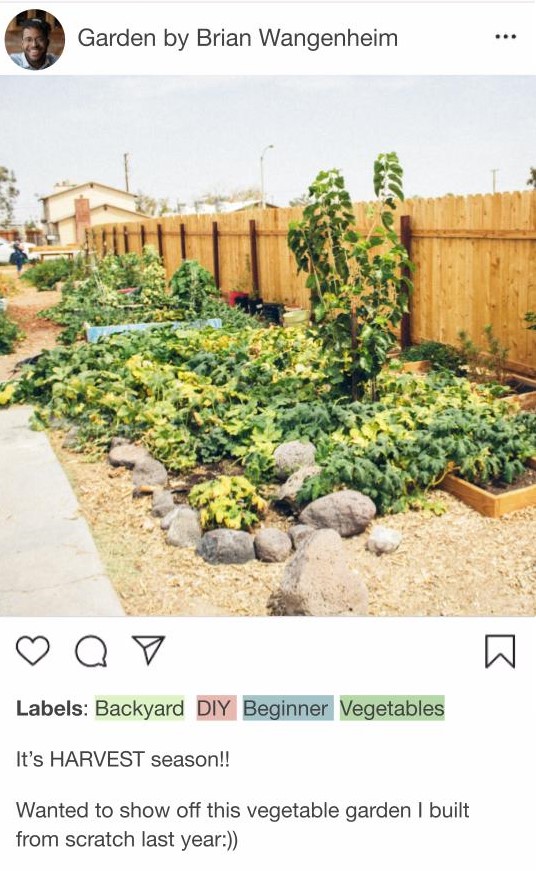 Garden by Brian Wangenheim
Labels: Backyard DIY Beginner Vegetables
It’s HARVEST season!!
Wanted to show off this vegetable garden I built
from scratch last year:))